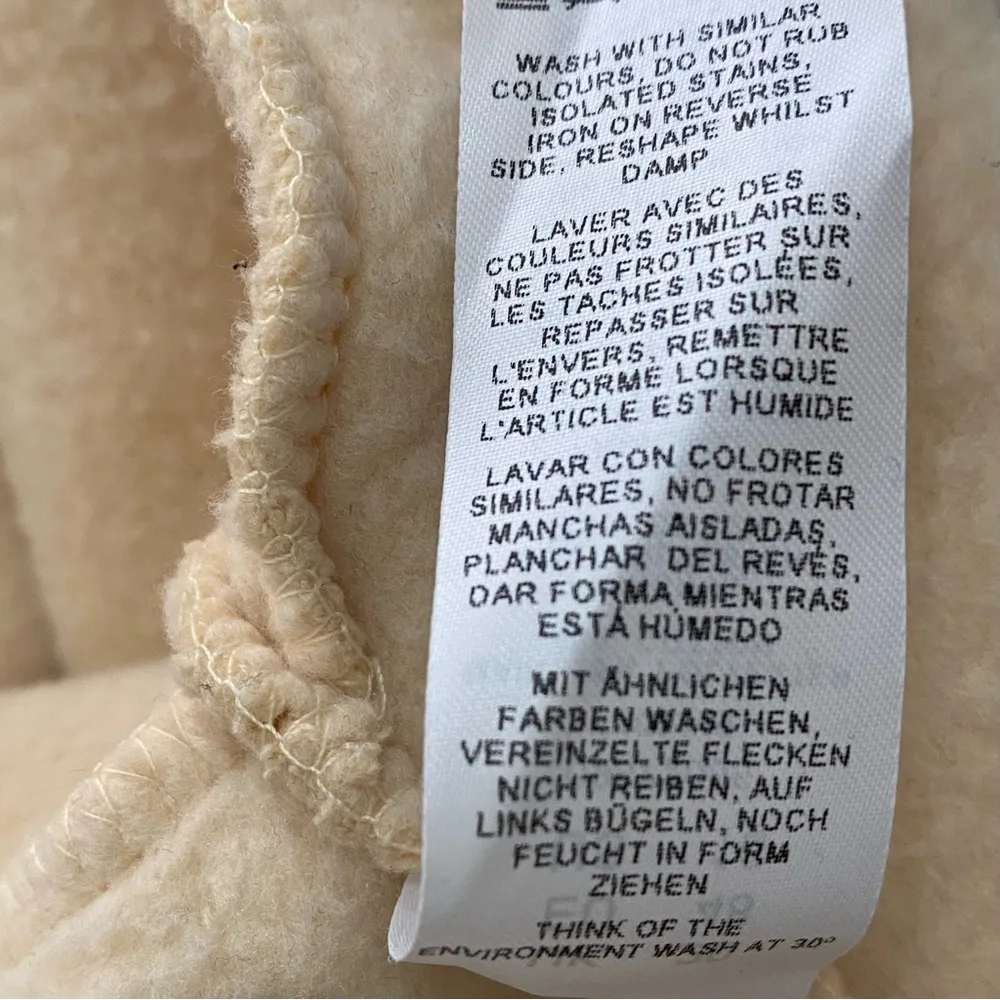 WASH WITH SIMILAR
COLOURS, DO NOT RUB
ISOLATED STAINS,
IRON ON REVERSE
SIDE, RESHAPE WHILST
DAMP
LAVER AVEC DES
COULEURS SIMILAIRES,
NE PAS FROTTER SUR
LES TACHES ISOLÉES,
REPASSER SUR
L'ENVERS, REMETTRE
EN FORME LORSQUE
L'ARTICLE EST HUMIDE
LAVAR CON COLORES
SIMILARES, NO FROTAR
MANCHAS AISLADAS,
PLANCHAR DEL REVÉS,
DAR FORMA MIENTRAS
ESTÁ HÚMEDO
MIT ÄHNLICHEN
FARBEN WASCHEN,
VEREINZELTE FLECKEN
NICHT REIBEN, AUF
LINKS BÜGELN, NOCH
FEUCHT IN FORM
ZIEHEN
THINK OF THE
ENVIRONMENT WASH AT 30°